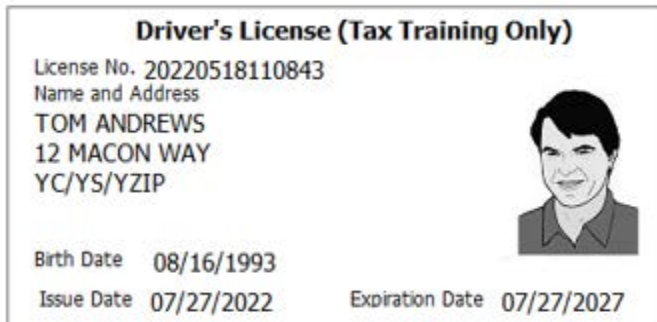 Driver's License (Tax Training Only)
License No. 20220518110843
Name and Address
TOM ANDREWS
12 MACON WAY
YC/YS/YZIP
Birth Date 08/16/1993
Issue Date 07/27/2022 Expiration Date 07/27/2027